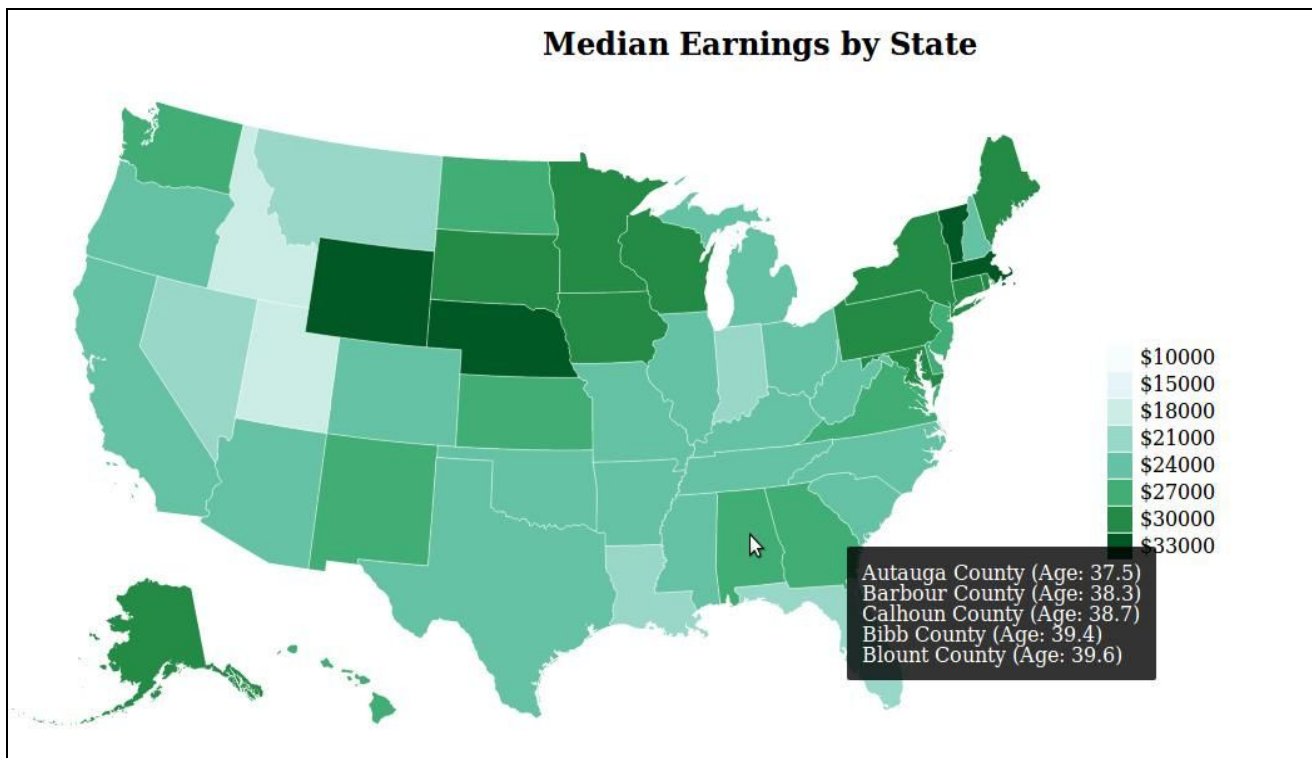 Median Earnings by State
$10000
$15000
$18000
$21000
$24000
$27000
$30000
$33000
Autauga County (Age: 37.5)
Barbour County (Age: 38.3)
Calhoun County (Age: 38.7)
Bibb County (Age: 39.4)
Blount County (Age: 39.6)